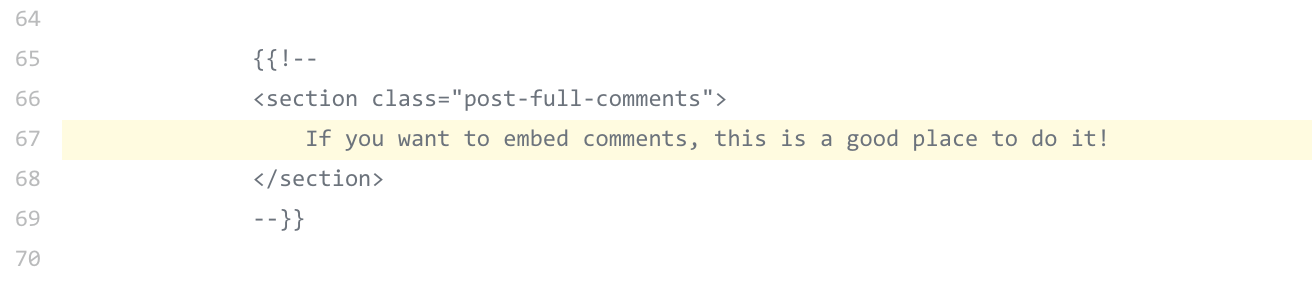 64
65 {{!--
66 <section class="post-full-comments">
67 If you want to embed comments, this is a good place to do it!
68 </section>
69 --}}
70